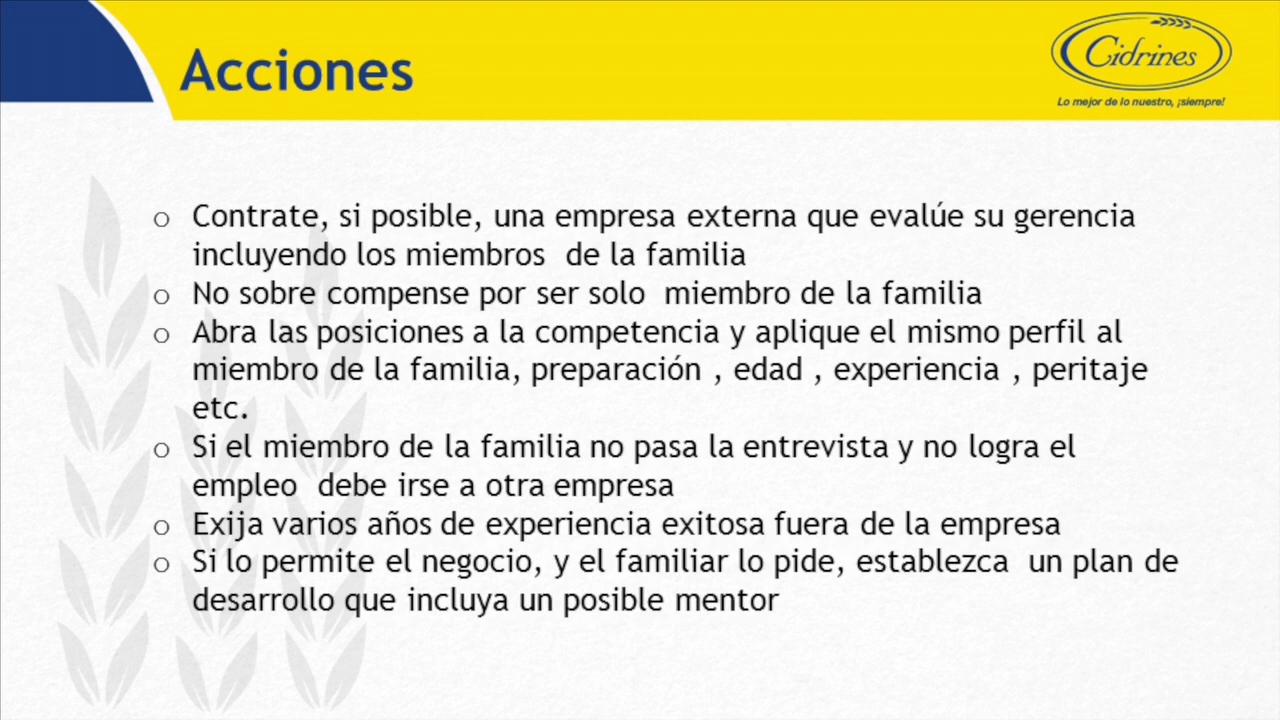 Acciones
Cidrines
Lo mejor de lo nuestro, ¡siempre!
o Contrate, si posible, una empresa externa que evalúe su gerencia
incluyendo los miembros de la familia
o No sobre compense por ser solo miembro de la familia
o Abra las posiciones a la competencia y aplique el mismo perfil al
miembro de la familia, preparación , edad , experiencia , peritaje
etc.
o Si el miembro de la familia no pasa la entrevista y no logra el
empleo debe irse a otra empresa
o Exija varios años de experiencia exitosa fuera de la empresa
o Si lo permite el negocio, y el familiar lo pide, establezca un plan de
desarrollo que incluya un posible mentor